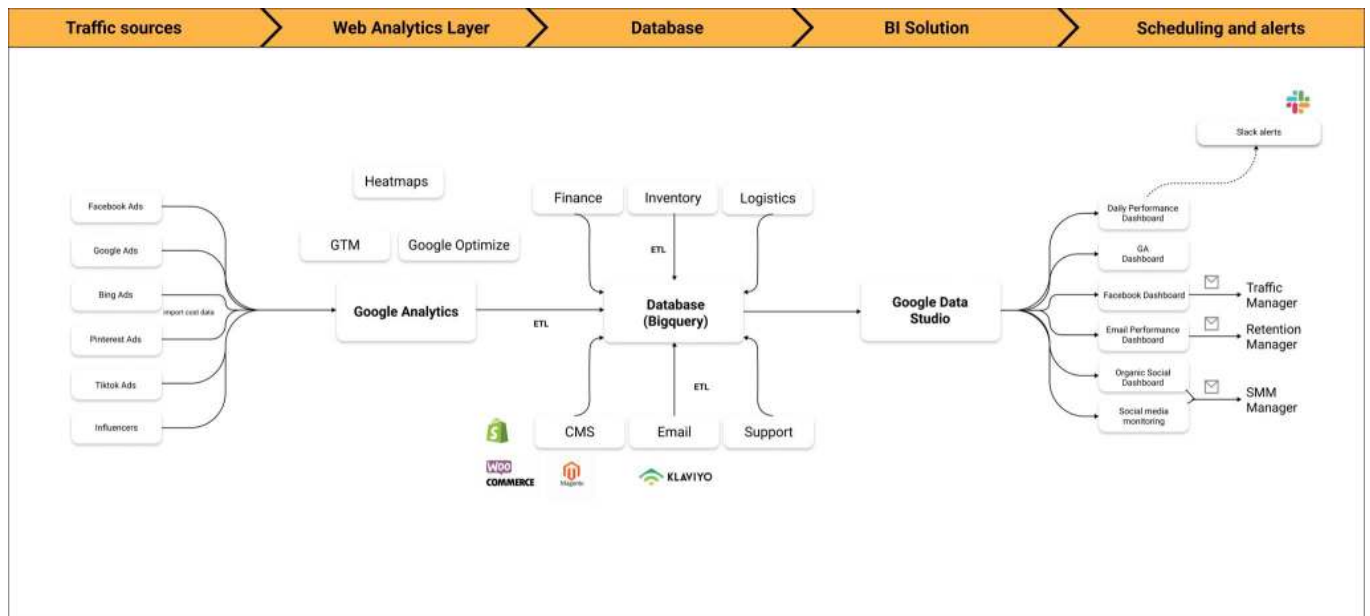 Traffic sources
Web Analytics Layer
Database
BI Solution
Scheduling and alerts
Slack alerts
Heatmaps
GTM
Google Optimize
Facebook Ads
Google Ads
Bing Ads
import cost data
Pinterest Ads
Tiktok Ads
Influencers
Google Analytics
ETL
Finance
Inventory
Logistics
ETL
Database
(Bigquery)
ETL
CMS
Email
Support
WOO
COMMERCE
Magento
KLAVIYO
Google Data
Studio
Daily Performance
Dashboard
GA
Dashboard
Facebook Dashboard
Traffic
Manager
Email Performance
Dashboard
Retention
Manager
Organic Social
Dashboard
Social media
monitoring
SMM
Manager